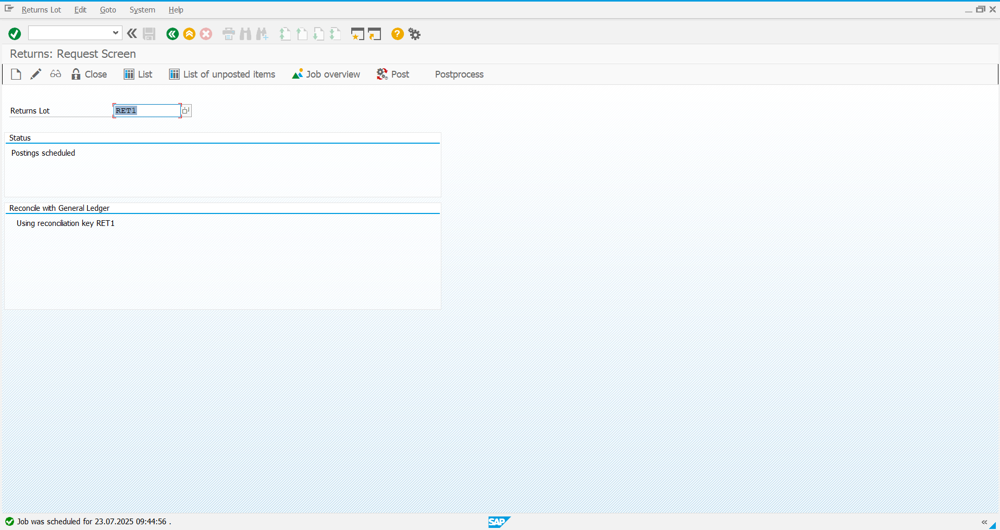 Returns Lot Edit Goto System Help
Returns: Request Screen
Close List List of unposted items Job overview Post Postprocess
Returns Lot RET1
Status
Postings scheduled
Reconcile with General Ledger
Using reconciliation key RET1
Job was scheduled for 23.07.2025 09:44:56 .
SAP